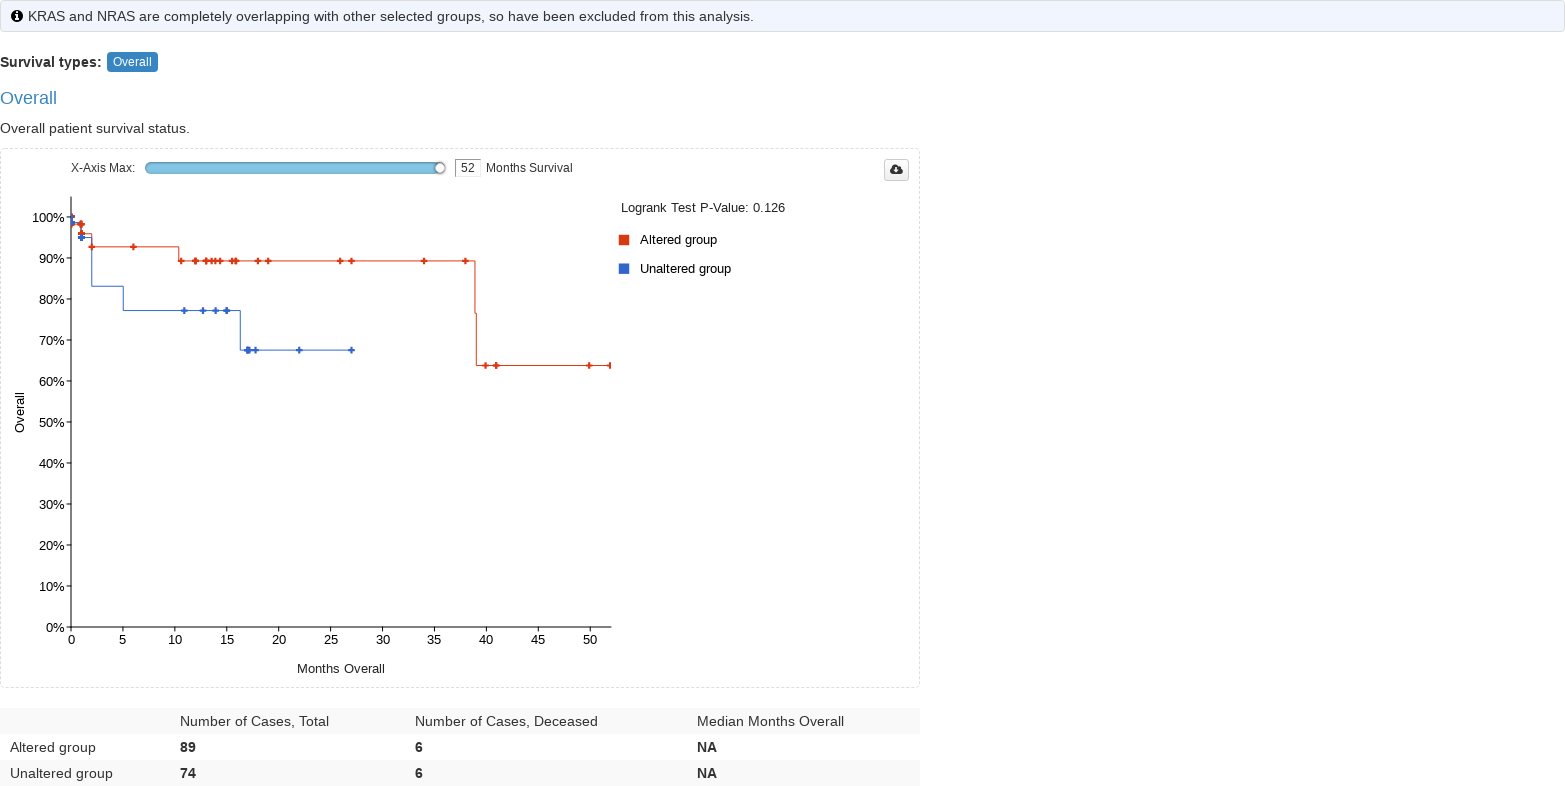 KRAS and NRAS are completely overlapping with other selected groups, so have been excluded from this analysis.
Survival types: Overall
Overall
Overall patient survival status.
X-Axis Max: 52 Months Survival
Logrank Test P-Value: 0.126
Altered group
Unaltered group
100%
90%
80%
70%
60%
50%
40%
30%
20%
10%
0%
Overall
0 5 10 15 20 25 30 35 40 45 50
Months Overall
Number of Cases, Total Number of Cases, Deceased Median Months Overall
Altered group 89 6 NA
Unaltered group 74 6 NA